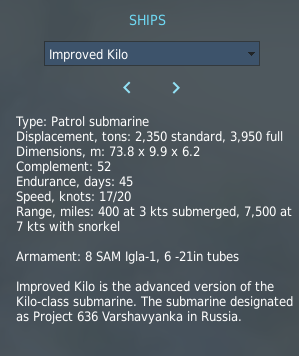 SHIPS
Improved Kilo
Type: Patrol submarine
Displacement, tons: 2,350 standard, 3,950 full
Dimensions, m: 73.8 x 9.9 x 6.2
Complement: 52
Endurance, days: 45
Speed, knots: 17/20
Range, miles: 400 at 3 kts submerged, 7,500 at
7 kts with snorkel
Armament: 8 SAM Igla-1, 6 -21in tubes
Improved Kilo is the advanced version of the
Kilo-class submarine. The submarine designated
as Project 636 Varshavyanka in Russia.